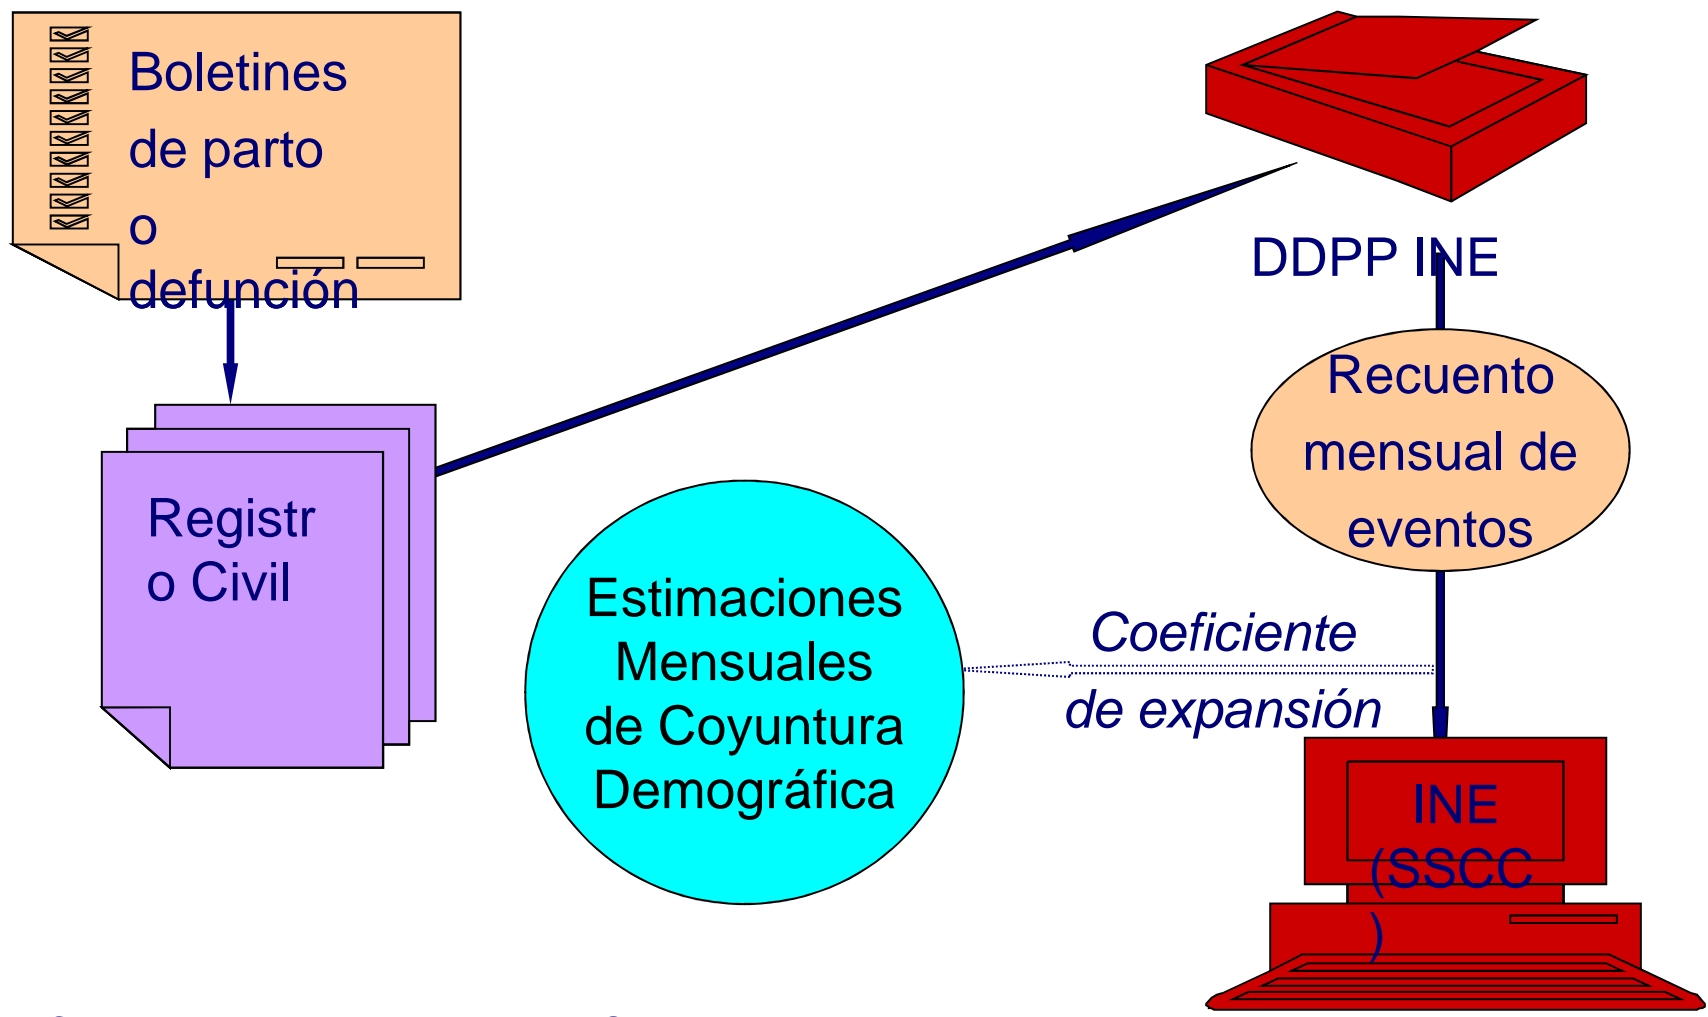 Boletines
de parto
o
defunción
DDPP INE
Recuento
mensual de
eventos
Registr
o Civil
Estimaciones
Mensuales
de Coyuntura
Demográfica
Coeficiente
de expansión
INE
(SSCC
)